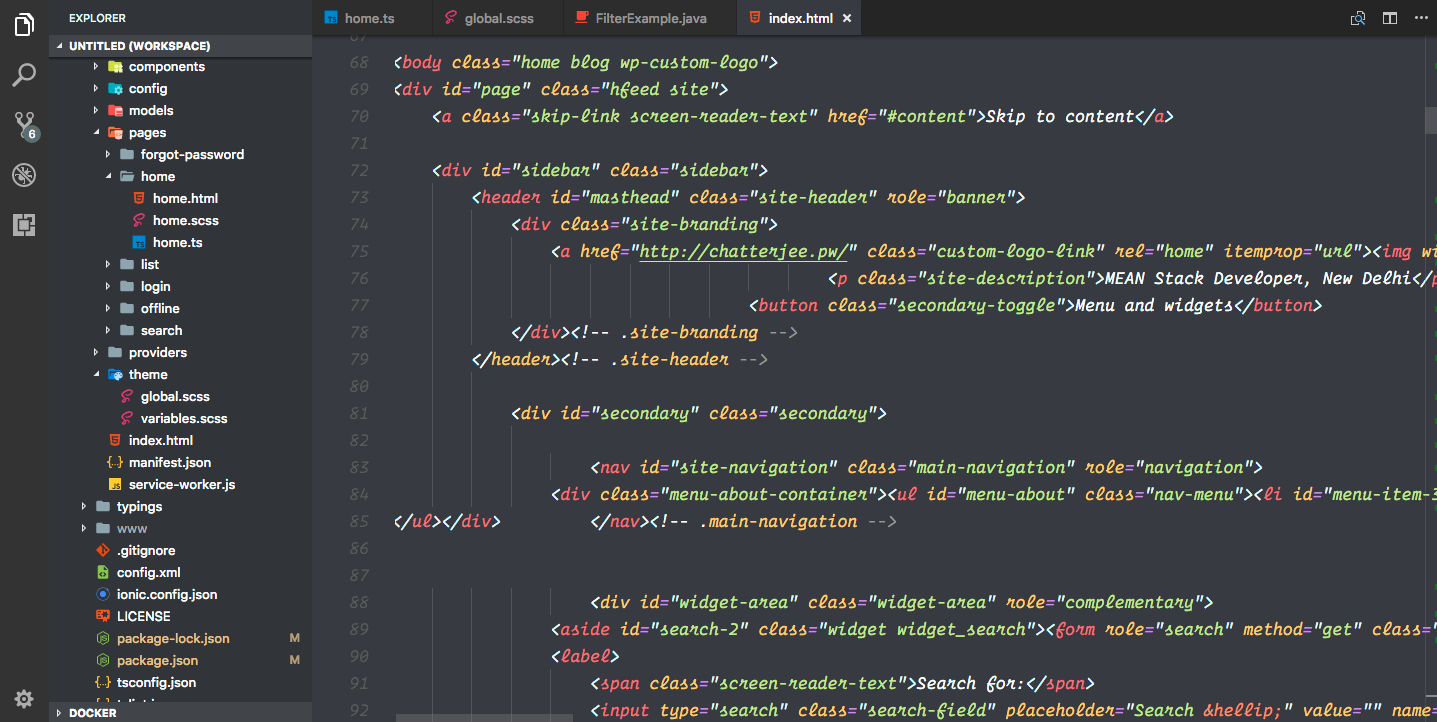 EXPLORER
UNTITLED (WORKSPACE)
components
config
models
pages
forgot-password
home
home.html
home.scss
home.ts
list
login
offline
search
providers
theme
global.scss
variables.scss
index.html
manifest.json
service-worker.js
typings
www
.gitignore
config.xml
ionic.config.json
LICENSE
package-lock.json M
package.json M
tsconfig.json
DOCKER
6
home.ts global.scss FilterExample.java index.html
67
68 <body class="home blog wp-custom-logo">
69 <div id="page" class="hfeed site">
70 <a class="skip-link screen-reader-text" href="#content">Skip to content</a>
71
72 <div id="sidebar" class="sidebar">
73 <header id="masthead" class="site-header" role="banner">
74 <div class="site-branding">
75 <a href="http://chatterjee.pw/" class="custom-logo-link" rel="home" itemprop="url"><img wi
76 <p class="site-description">MEAN Stack Developer, New Delhi</p
77 <button class="secondary-toggle">Menu and widgets</button>
78 </div><!-- .site-branding -->
79 </header><!-- .site-header -->
80
81 <div id="secondary" class="secondary">
82
83 <nav id="site-navigation" class="main-navigation" role="navigation">
84 <div class="menu-about-container"><ul id="menu-about" class="nav-menu"><li id="menu-item-3
85 </ul></div> </nav><!-- .main-navigation -->
86
87
88 <div id="widget-area" class="widget-area" role="complementary">
89 <aside id="search-2" class="widget widget_search"><form role="search" method="get" class="
90 <label>
91 <span class="screen-reader-text">Search for:</span>
92 <input type="search" class="search-field" placeholder="Search &hellip;" value="" name=